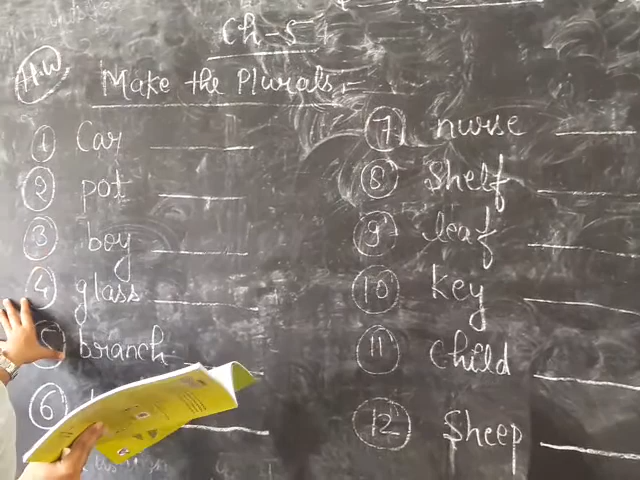 Ch-5
H.W
Make the Plurals:-
1 Car
2 pot
3 boy
4 glass
5 branch
6
7 nurse
8 Shelf
9 leaf
10 key
11 child
12 Sheep